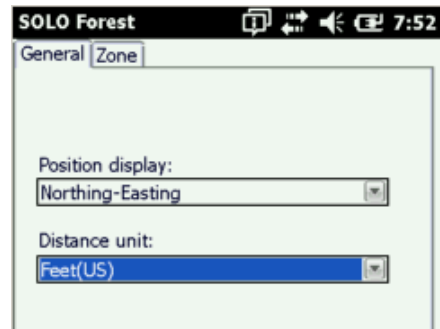 SOLO Forest 7:52
General Zone
Position display:
Northing-Easting
Distance unit:
Feet(US)